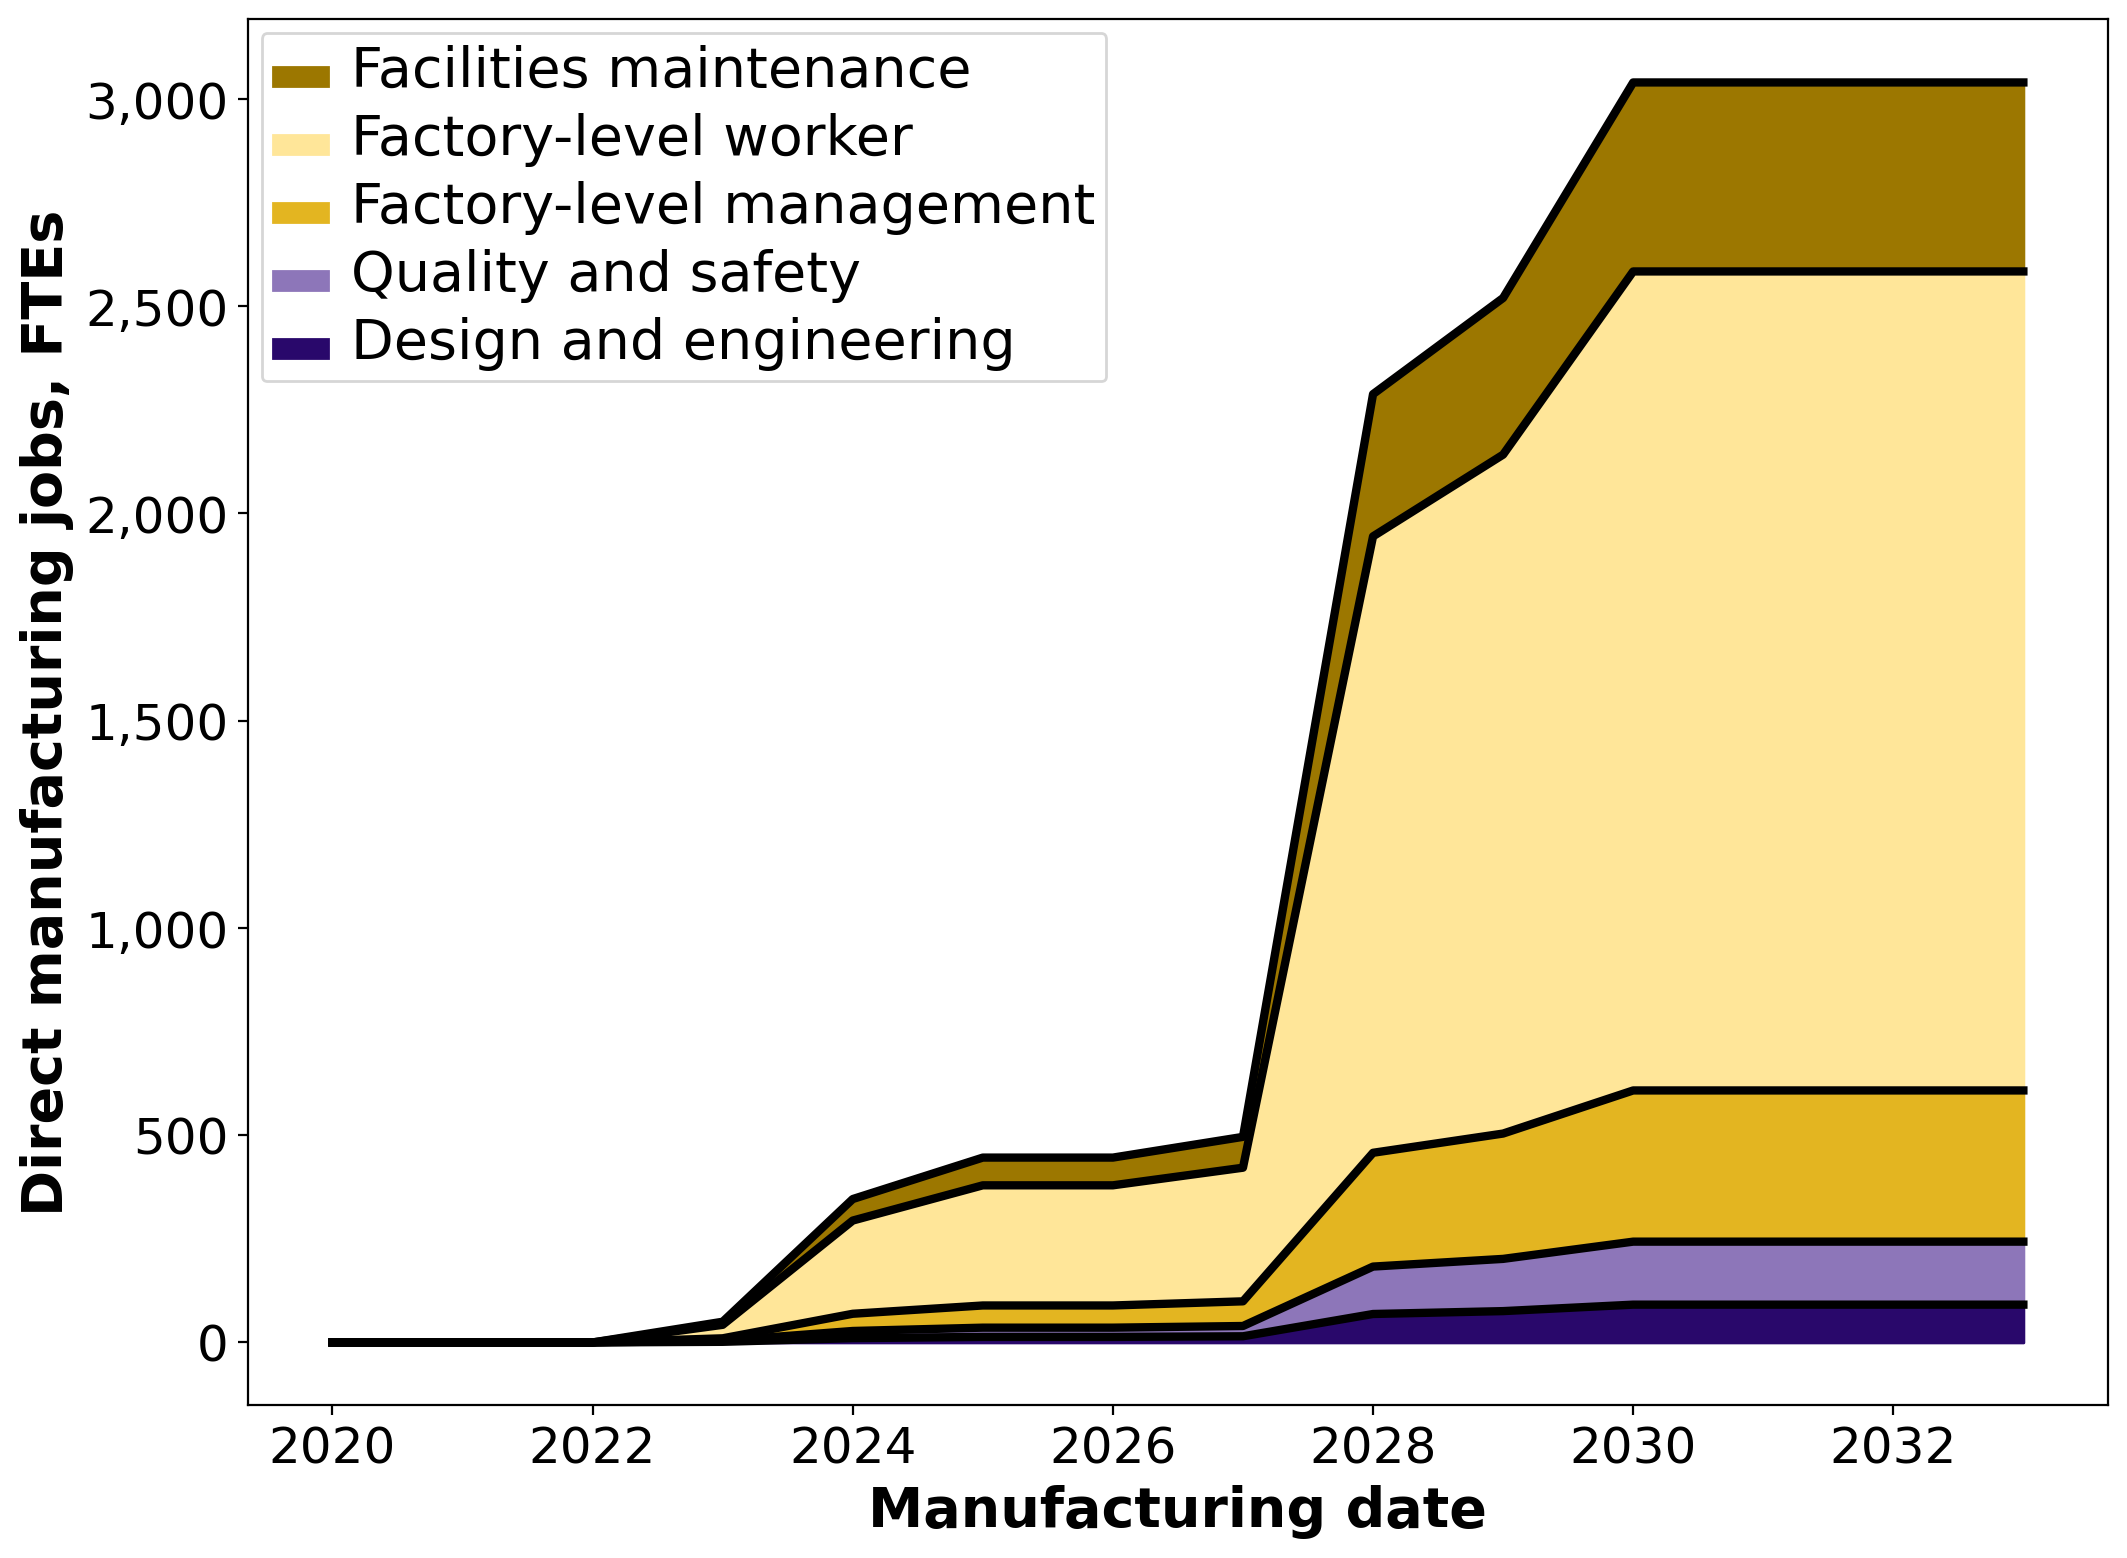 Facilities maintenance
Factory-level worker
Factory-level management
Quality and safety
Design and engineering
Direct manufacturing jobs, FTEs
3,000
2,500
2,000
1,500
1,000
500
0
2020 2022 2024 2026 2028 2030 2032
Manufacturing date